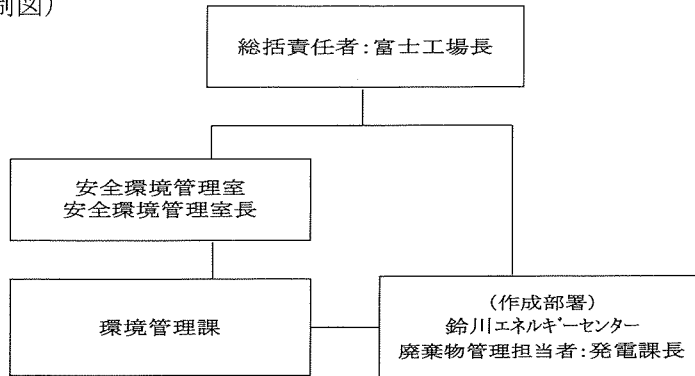 制図）
総括責任者：富士工場長
安全環境管理室
安全環境管理室長
環境管理課
（作成部署）
鈴川エネルギーセンター
廃棄物管理担当者：発電課長